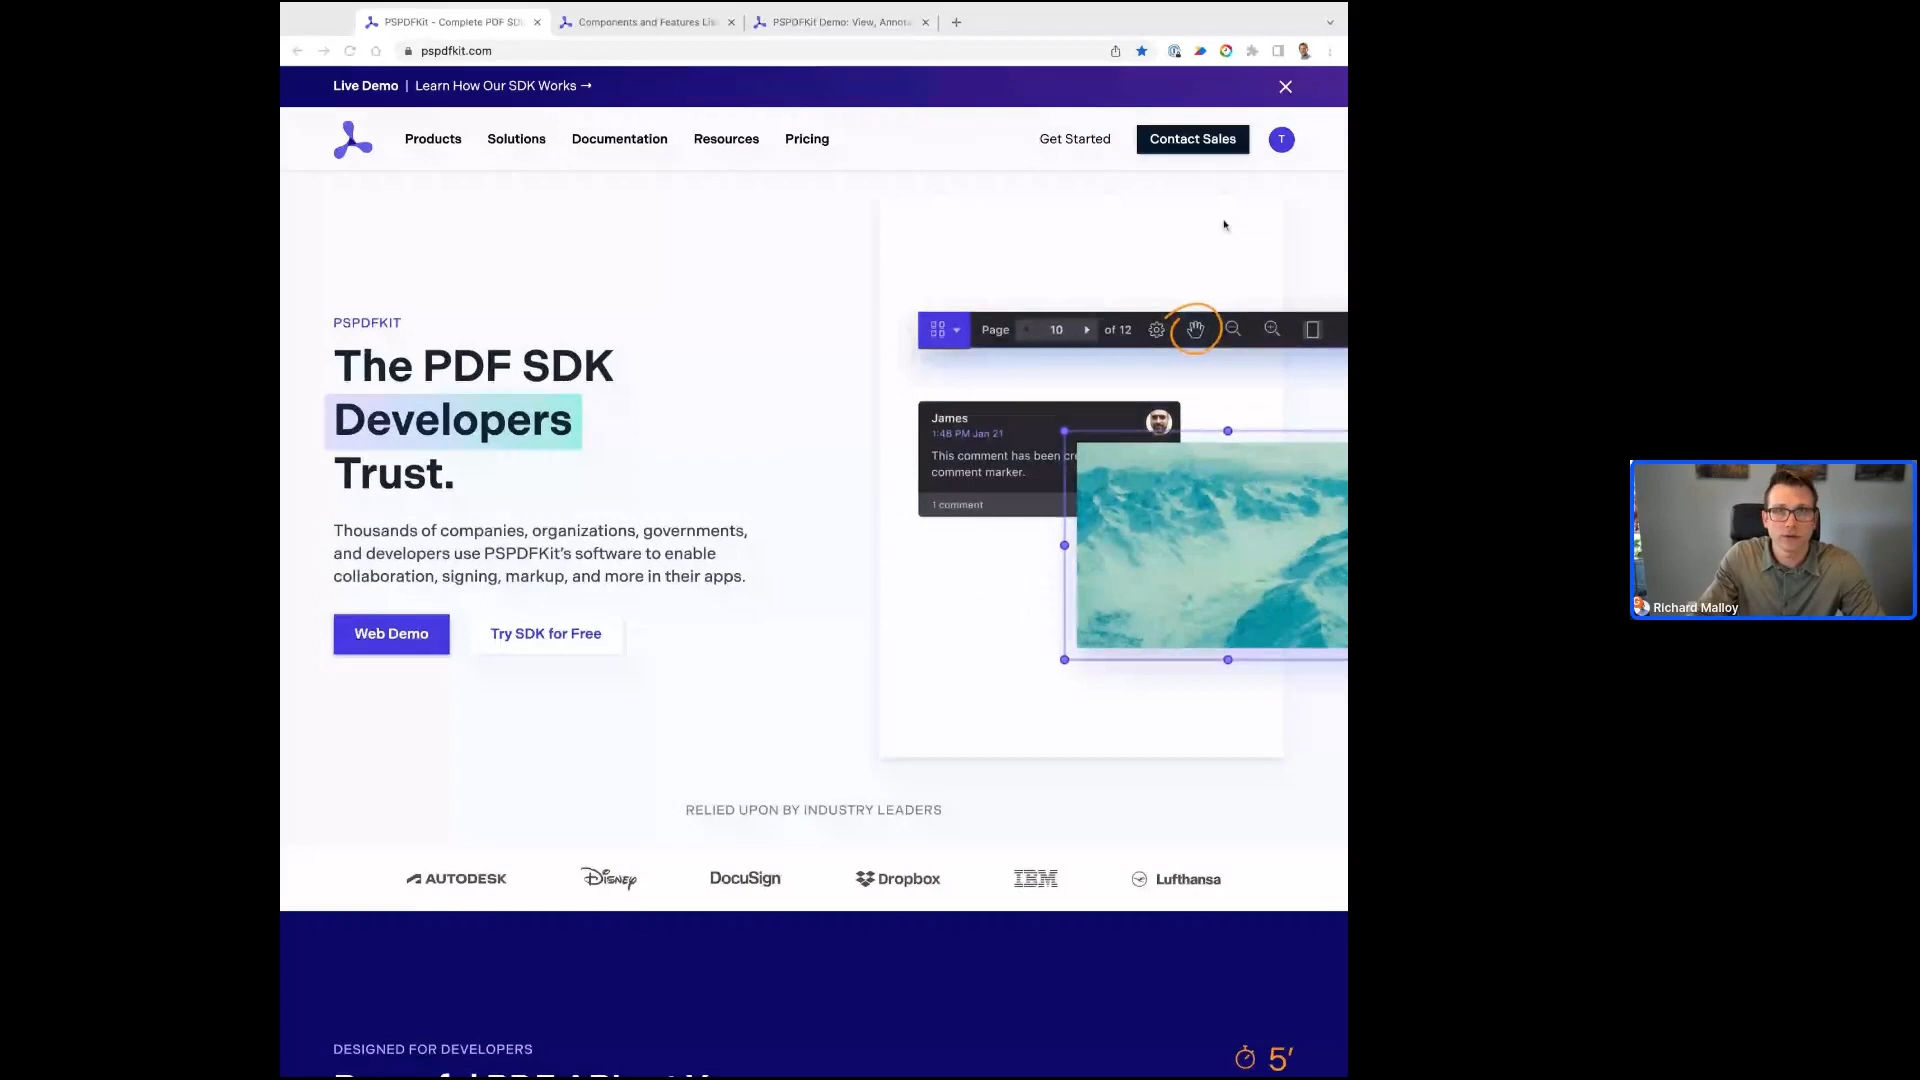 PSPDFKit - Complete PDF SD
Components and Features Lis
PSPDFKit Demo: View, Annota
pspdfkit.com
Live Demo | Learn How Our SDK Works →
Products Solutions Documentation Resources Pricing Get Started Contact Sales T
PSPDFKIT
The PDF SDK
Developers
Trust.
Thousands of companies, organizations, governments,
and developers use PSPDFKit's software to enable
collaboration, signing, markup, and more in their apps.
Web Demo Try SDK for Free
Page 10 of 12
James
1:48 PM Jan 21
This comment has been cr
comment marker.
1 comment
Richard Malloy
RELIED UPON BY INDUSTRY LEADERS
AUTODESK Disney DocuSign Dropbox IBM Lufthansa
DESIGNED FOR DEVELOPERS
5′